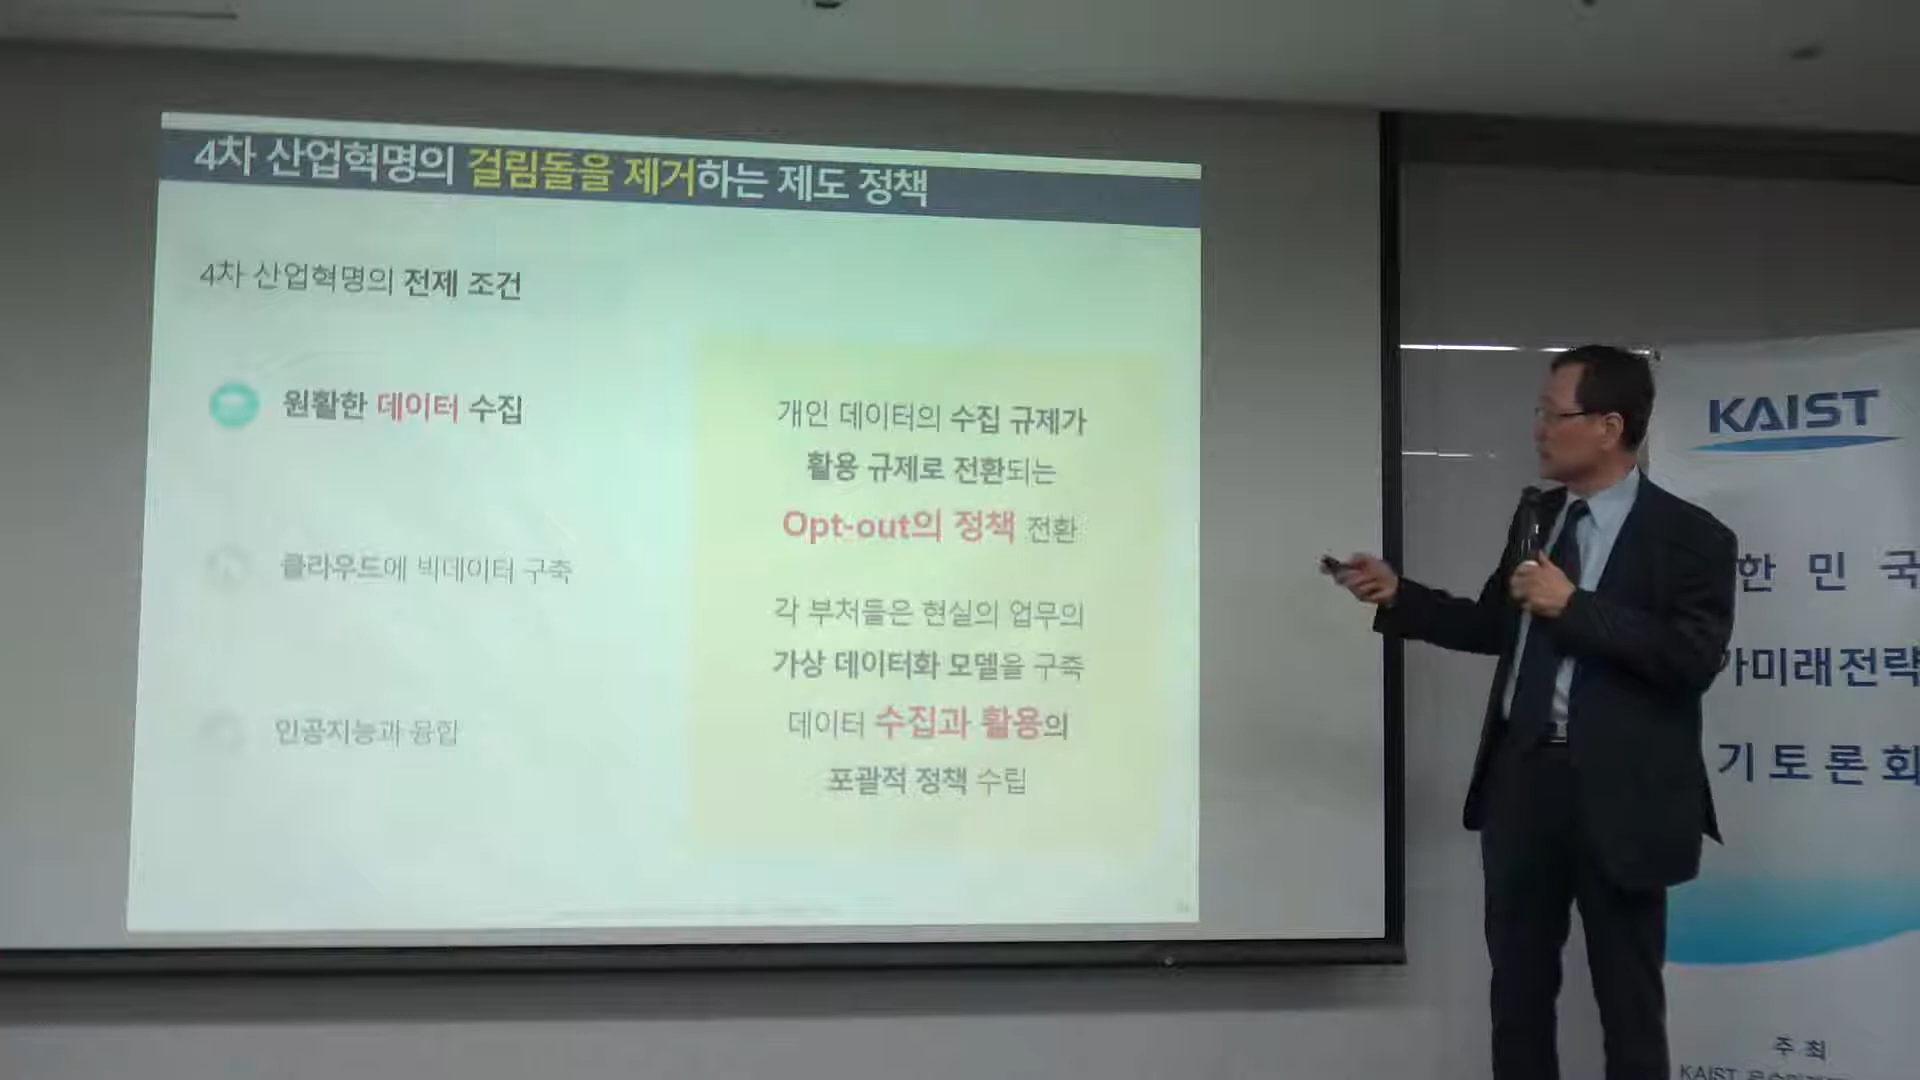 4차 산업혁명의 걸림돌을 제거하는 제도 정책
4차 산업혁명의 전제 조건
원활한 데이터 수집
클라우드에 빅데이터 구축
인공지능과 융합
개인 데이터의 수집 규제가
활용 규제로 전환되는
Opt-out의 정책 전환
각 부처들은 현실의 업무의
가상 데이터화 모델을 구축
데이터 수집과 활용의
포괄적 정책 수립
KAIST
한 민 국
가미래전략
기토론회
주 최
KAIST